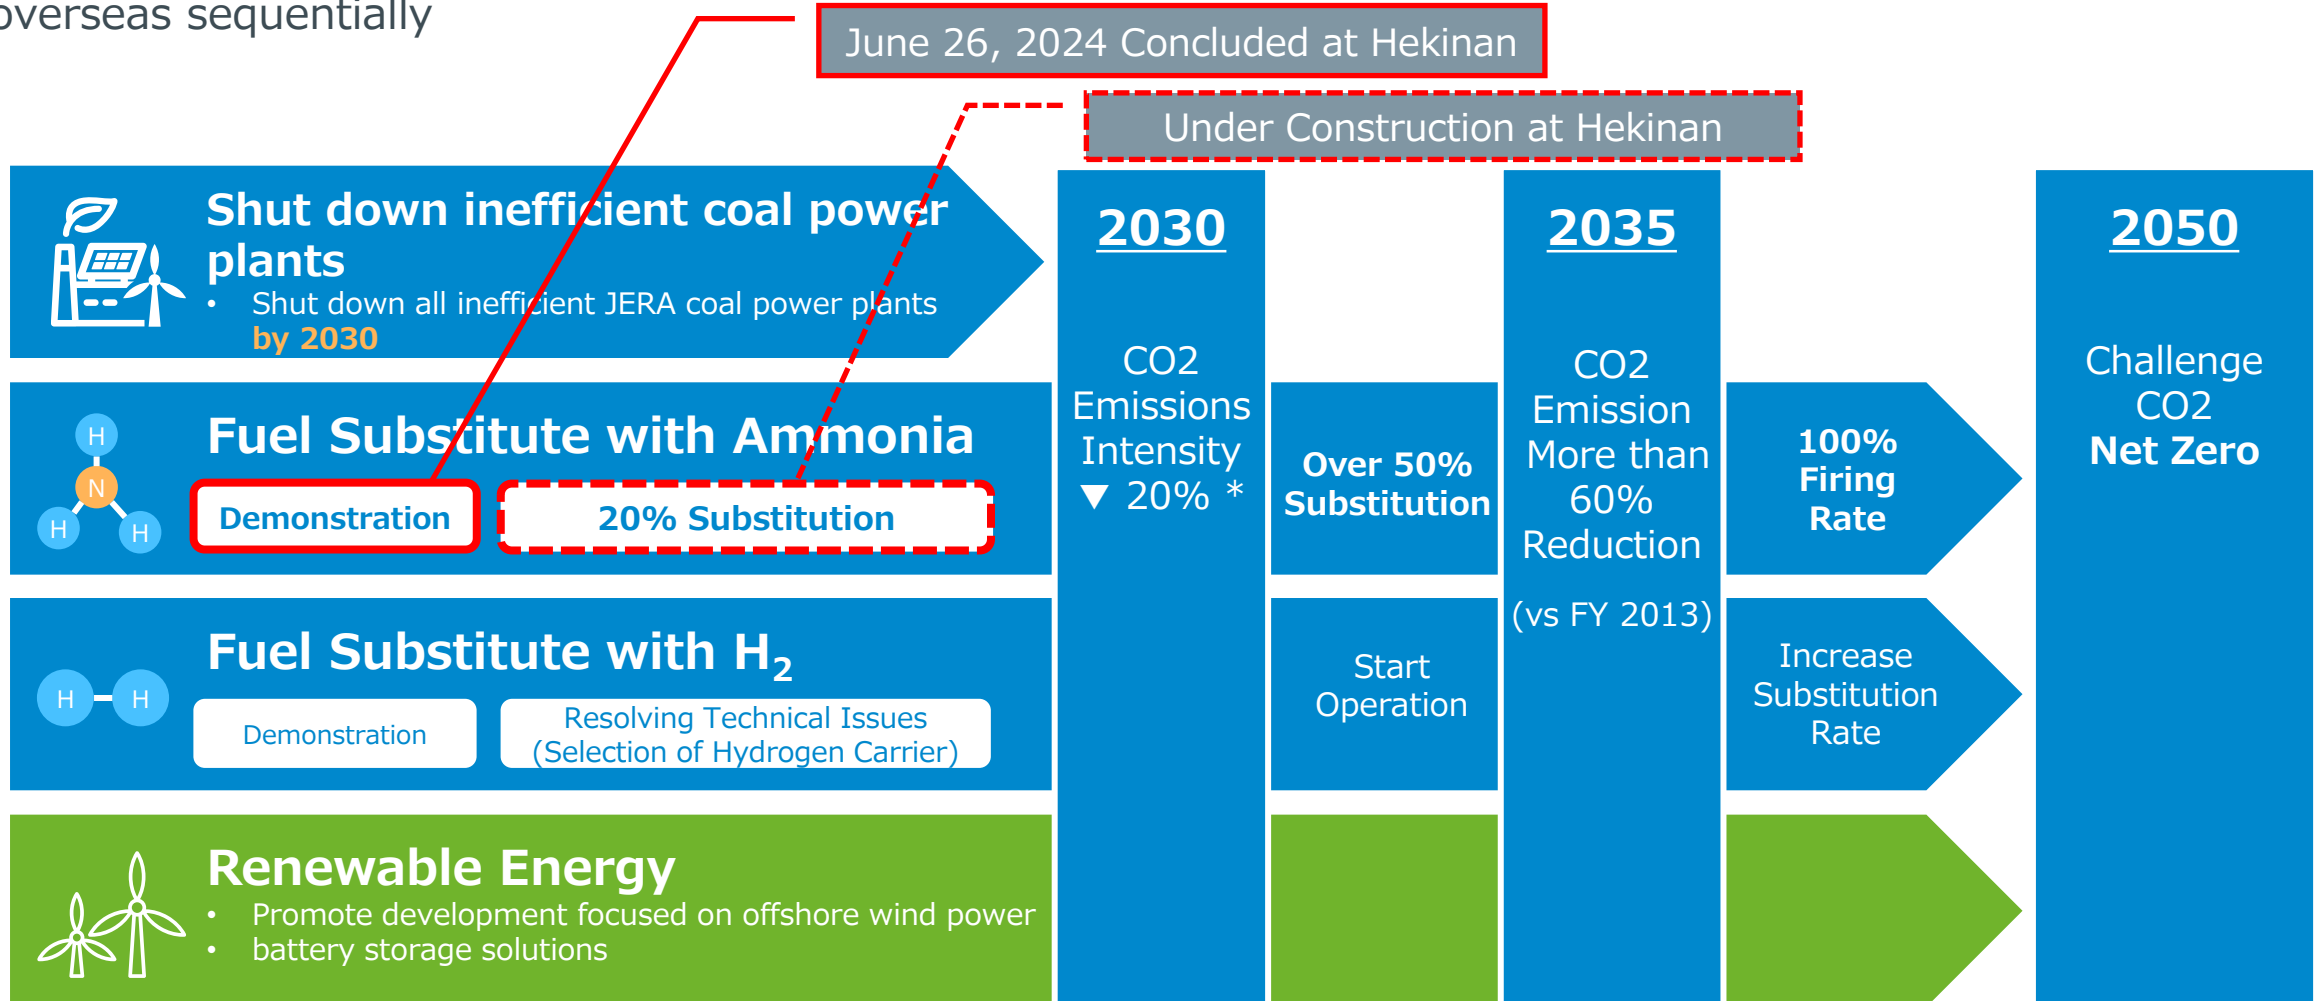 overseas sequentially
June 26, 2024 Concluded at Hekinan
Under Construction at Hekinan
Shut down inefficient coal power
plants
• Shut down all inefficient JERA coal power plants
by 2030
Fuel Substitute with Ammonia
H
N
H
H
Demonstration
20% Substitution
Fuel Substitute with H₂
H
H
Demonstration
Resolving Technical Issues
(Selection of Hydrogen Carrier)
Renewable Energy
• Promote development focused on offshore wind power
• battery storage solutions
2030
CO2
Emissions
Intensity
▼ 20% *
Over 50%
Substitution
Start
Operation
2035
CO2
Emission
More than
60%
Reduction
(vs FY 2013)
100%
Firing
Rate
Increase
Substitution
Rate
2050
Challenge
CO2
Net Zero